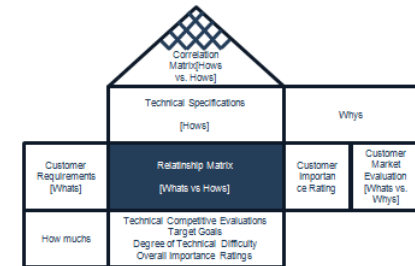 Correlation
Matrix[Hows
vs. Hows]
Technical Specifications
[Hows]
Whys
Customer
Requirements
[Whats]
Relatinship Matrix
[Whats vs Hows]
Customer
Importan
ce Rating
Customer
Market
Evaluation
[Whats vs.
Whys]
How muchs
Technical Competitive Evaluations
Target Goals
Degree of Technical Difficulty
Overall Importance Ratings